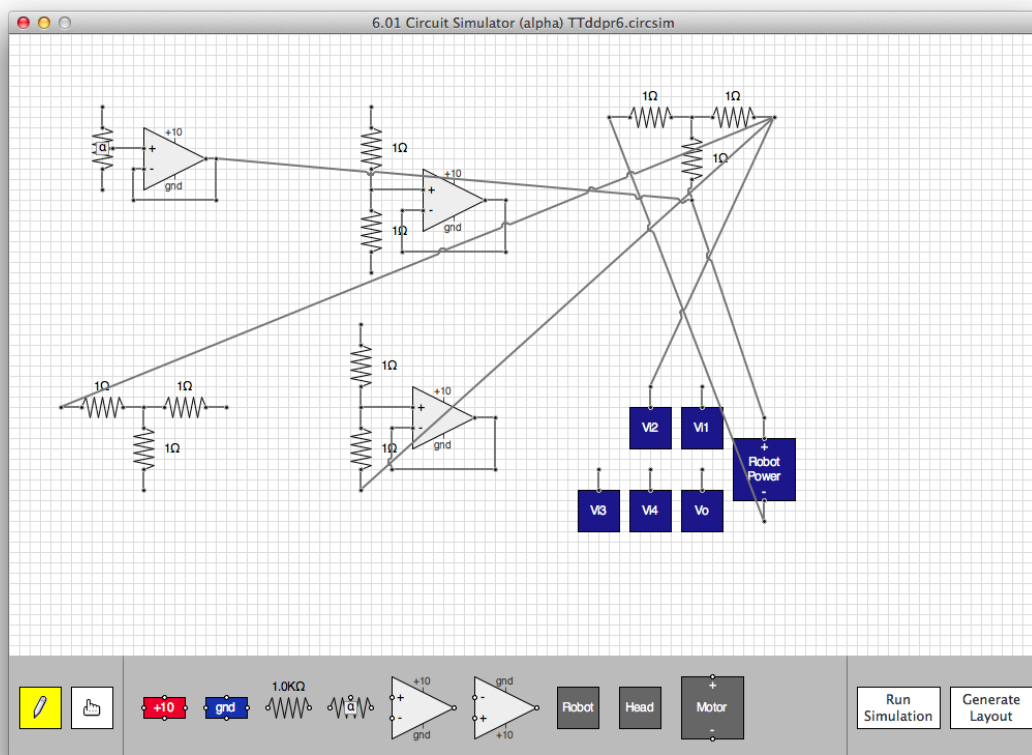 6.01 Circuit Simulator (alpha) TTddpr6.circsim
1Ω
1Ω
1Ω
α
+10
+
-
gnd
1Ω
1Ω
+10
+
-
gnd
1Ω
1Ω
1Ω
1Ω
1Ω
+10
+
-
gnd
Vi2
Vi1
+
Robot
Power
-
Vi3
Vi4
Vo
+10
gnd
1.0KΩ
α
+10
+
-
gnd
gnd
-
+
+10
Robot
Head
+
Motor
-
Run
Simulation
Generate
Layout